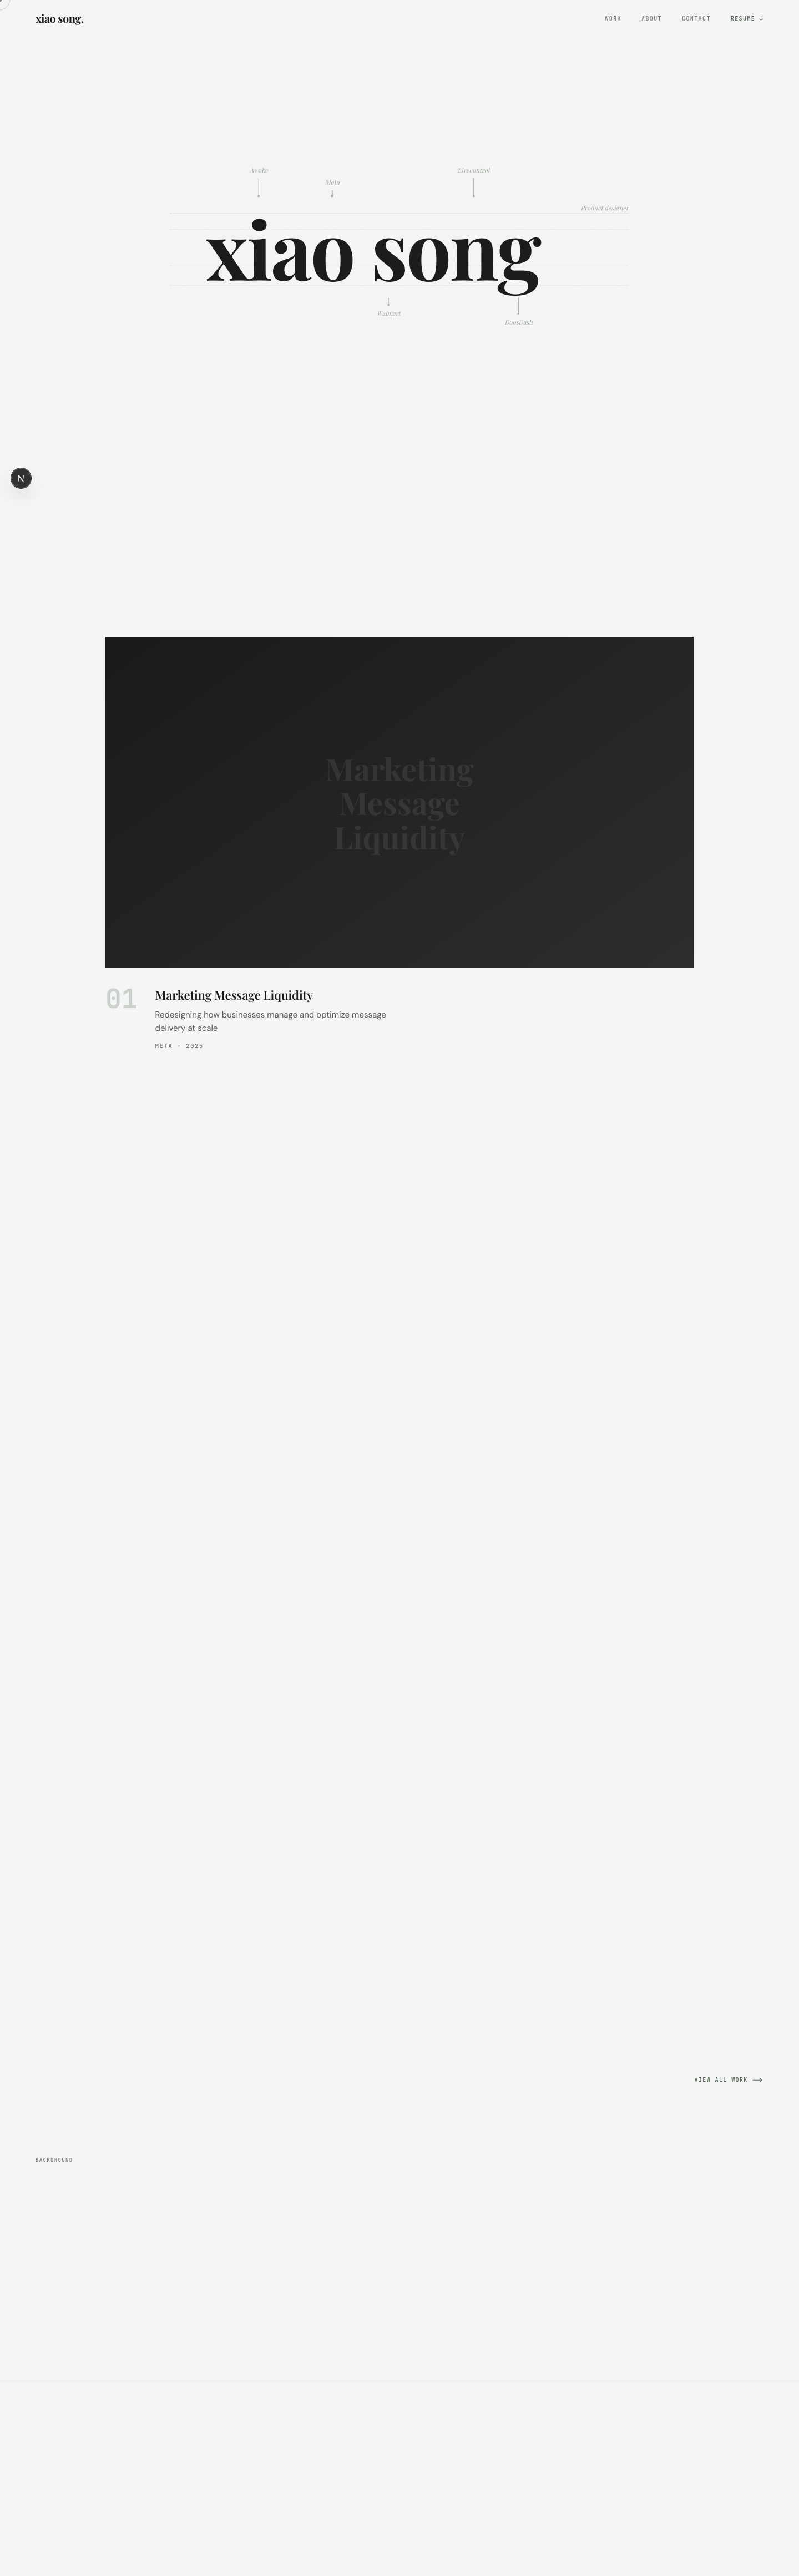 xiao song.
WORK ABOUT CONTACT RESUME ↓
Awake
Livecontrol
Meta
Product designer
xiao song
Walmart
DoorDash
N
Marketing
Message
Liquidity
01
Marketing Message Liquidity
Redesigning how businesses manage and optimize message
delivery at scale
META · 2025
VIEW ALL WORK ⟶
BACKGROUND